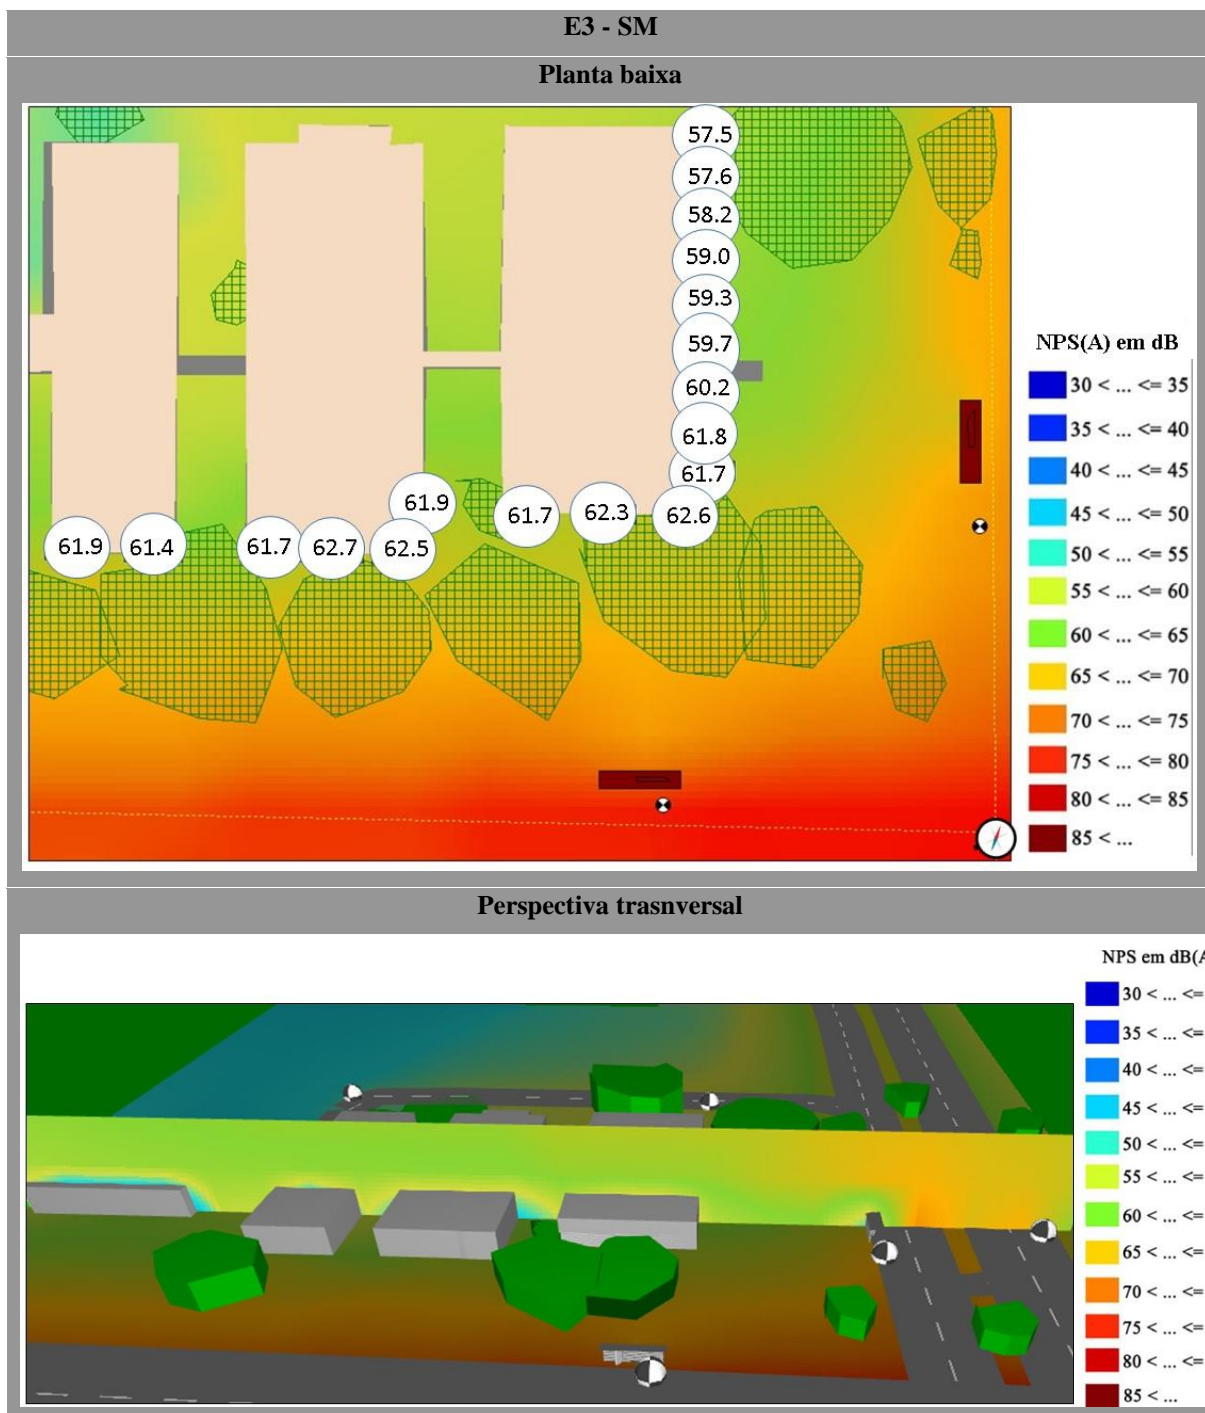 E3 - SM
Planta baixa
57.5
57.6
58.2
59.0
59.3
59.7
60.2
61.8
61.7
61.9
61.7
62.3
62.6
61.9
61.4
61.7
62.7
62.5
NPS(A) em dB
30 < ... <= 35
35 < ... <= 40
40 < ... <= 45
45 < ... <= 50
50 < ... <= 55
55 < ... <= 60
60 < ... <= 65
65 < ... <= 70
70 < ... <= 75
75 < ... <= 80
80 < ... <= 85
85 < ...
Perspectiva trasnversal
NPS em dB(A
30 < ... <=
35 < ... <=
40 < ... <=
45 < ... <=
50 < ... <=
55 < ... <=
60 < ... <=
65 < ... <=
70 < ... <=
75 < ... <=
80 < ... <=
85 < ...